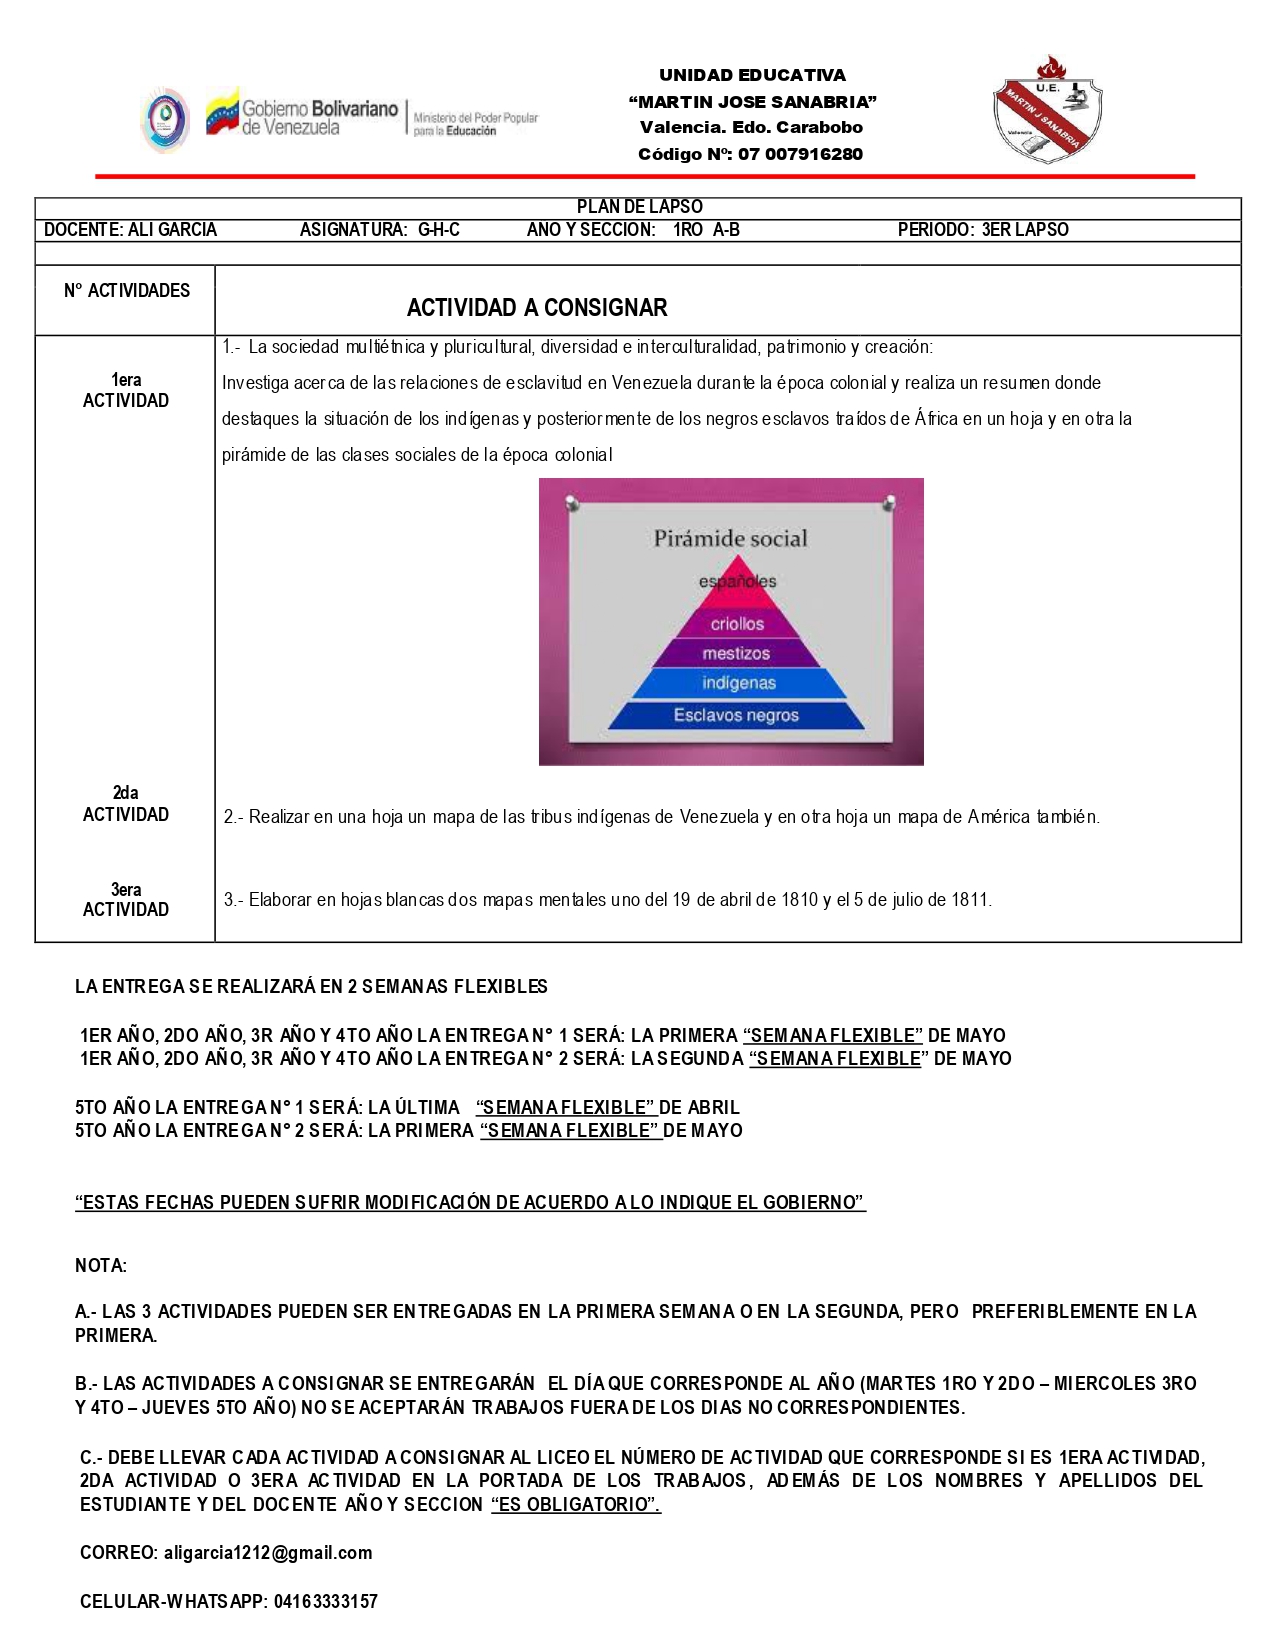 UNIDAD EDUCATIVA
“MARTIN JOSE SANABRIA”
Valencia. Edo. Carabobo
Código Nº: 07 007916280
Gobierno Bolivariano
de Venezuela
Ministerio del Poder Popular
para la Educación
U.E.
MARTIN J SANABRIA
Valencia
PLAN DE LAPSO
DOCENTE: ALI GARCIA ASIGNATURA: G-H-C ANO Y SECCION: 1RO A-B PERIODO: 3ER LAPSO
N° ACTIVIDADES
ACTIVIDAD A CONSIGNAR
1era
ACTIVIDAD
1.- La sociedad multiétnica y pluricultural, diversidad e interculturalidad, patrimonio y creación:
Investiga acerca de las relaciones de esclavitud en Venezuela durante la época colonial y realiza un resumen donde
destaques la situación de los indígenas y posteriormente de los negros esclavos traídos de África en un hoja y en otra la
pirámide de las clases sociales de la época colonial
Pirámide social
españoles
criollos
mestizos
indígenas
Esclavos negros
2da
ACTIVIDAD
2.- Realizar en una hoja un mapa de las tribus indígenas de Venezuela y en otra hoja un mapa de América también.
3era
ACTIVIDAD
3.- Elaborar en hojas blancas dos mapas mentales uno del 19 de abril de 1810 y el 5 de julio de 1811.
LA ENTREGA SE REALIZARÁ EN 2 SEMANAS FLEXIBLES
1ER AÑO, 2DO AÑO, 3R AÑO Y 4TO AÑO LA ENTREGA N° 1 SERÁ: LA PRIMERA “SEMANA FLEXIBLE” DE MAYO
1ER AÑO, 2DO AÑO, 3R AÑO Y 4TO AÑO LA ENTREGA N° 2 SERÁ: LA SEGUNDA “SEMANA FLEXIBLE” DE MAYO
5TO AÑO LA ENTREGA N° 1 SERÁ: LA ÚLTIMA “SEMANA FLEXIBLE” DE ABRIL
5TO AÑO LA ENTREGA N° 2 SERÁ: LA PRIMERA “SEMANA FLEXIBLE” DE MAYO
“ESTAS FECHAS PUEDEN SUFRIR MODIFICACIÓN DE ACUERDO A LO INDIQUE EL GOBIERNO”
NOTA:
A.- LAS 3 ACTIVIDADES PUEDEN SER ENTREGADAS EN LA PRIMERA SEMANA O EN LA SEGUNDA, PERO PREFERIBLEMENTE EN LA
PRIMERA.
B.- LAS ACTIVIDADES A CONSIGNAR SE ENTREGARÁN EL DÍA QUE CORRESPONDE AL AÑO (MARTES 1RO Y 2DO – MIERCOLES 3RO
Y 4TO – JUEVES 5TO AÑO) NO SE ACEPTARÁN TRABAJOS FUERA DE LOS DIAS NO CORRESPONDIENTES.
C.- DEBE LLEVAR CADA ACTIVIDAD A CONSIGNAR AL LICEO EL NÚMERO DE ACTIVIDAD QUE CORRESPONDE SI ES 1ERA ACTIVIDAD,
2DA ACTIVIDAD O 3ERA ACTIVIDAD EN LA PORTADA DE LOS TRABAJOS, ADEMÁS DE LOS NOMBRES Y APELLIDOS DEL
ESTUDIANTE Y DEL DOCENTE AÑO Y SECCION “ES OBLIGATORIO”.
CORREO: aligarcia1212@gmail.com
CELULAR-WHATSAPP: 04163333157